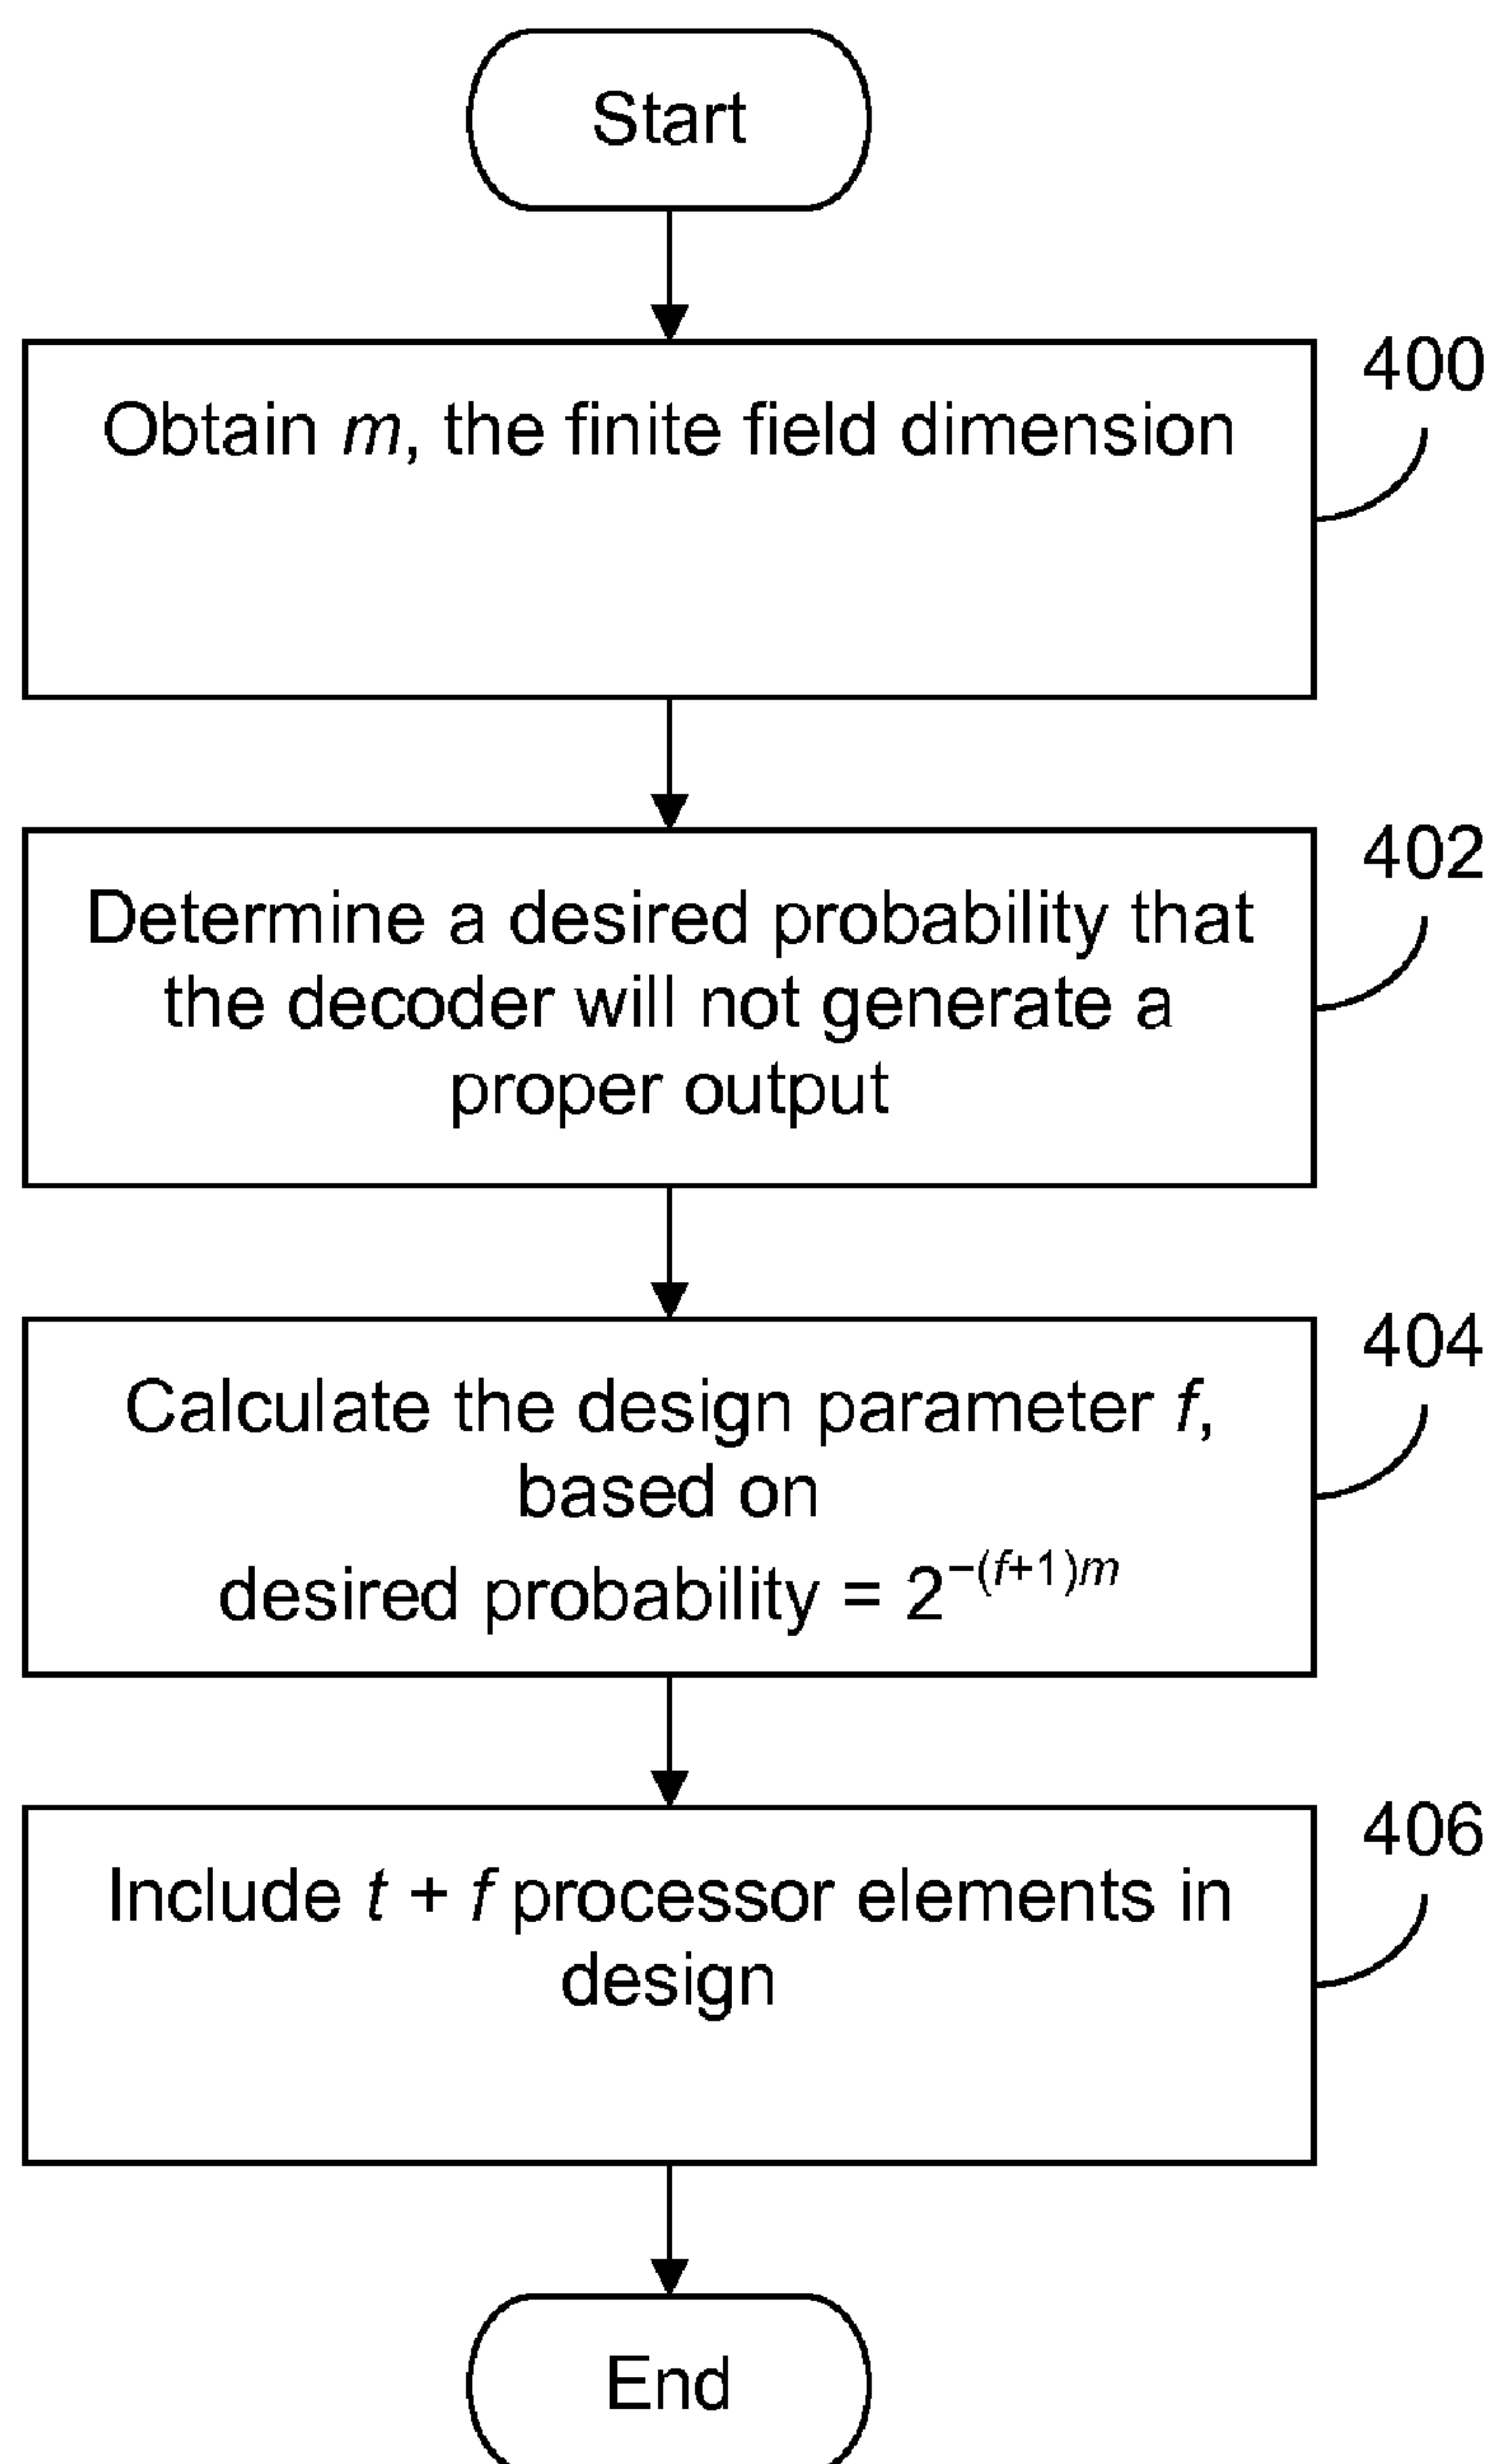 Start
400
Obtain m, the finite field dimension
402
Determine a desired probability that
the decoder will not generate a
proper output
404
Calculate the design parameter f,
based on
desired probability = 2^−(f+1)m
406
Include t + f processor elements in
design
End